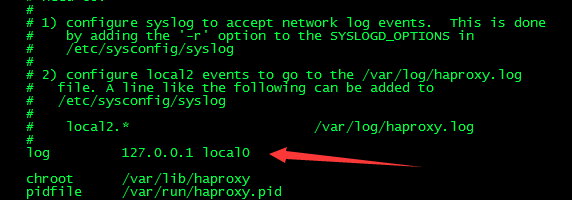 #
# 1) configure syslog to accept network log events.  This is done
#    by adding the '-r' option to the SYSLOGD_OPTIONS in
#    /etc/sysconfig/syslog
#
# 2) configure local2 events to go to the /var/log/haproxy.log
#   file. A line like the following can be added to
#   /etc/sysconfig/syslog
#
#    local2.*                       /var/log/haproxy.log
#
log         127.0.0.1 local0
chroot      /var/lib/haproxy
pidfile     /var/run/haproxy.pid